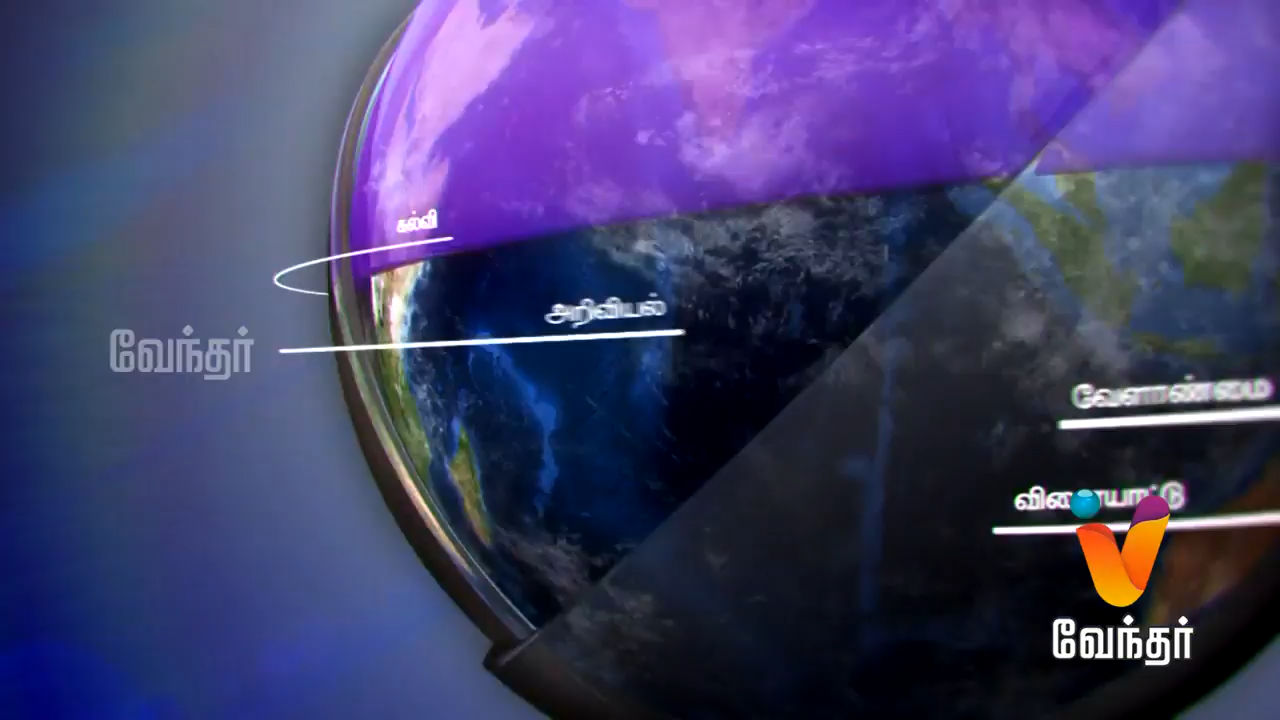 கல்வி
அறிவியல்
வேந்தர்
வேளாண்மை
விளையாட்டு
வேந்தர்